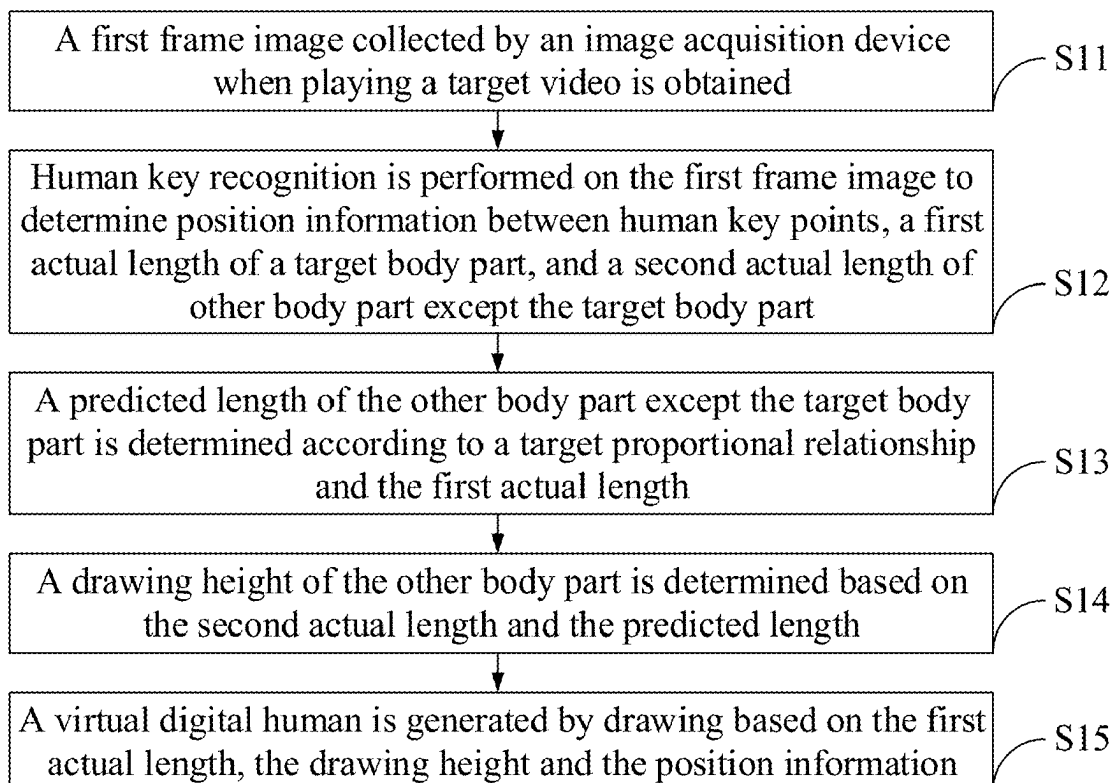 A first frame image collected by an image acquisition device
when playing a target video is obtained
S11
Human key recognition is performed on the first frame image to
determine position information between human key points, a first
actual length of a target body part, and a second actual length of
other body part except the target body part
S12
A predicted length of the other body part except the target body
part is determined according to a target proportional relationship
and the first actual length
S13
A drawing height of the other body part is determined based on
the second actual length and the predicted length
S14
A virtual digital human is generated by drawing based on the first
actual length, the drawing height and the position information
S15